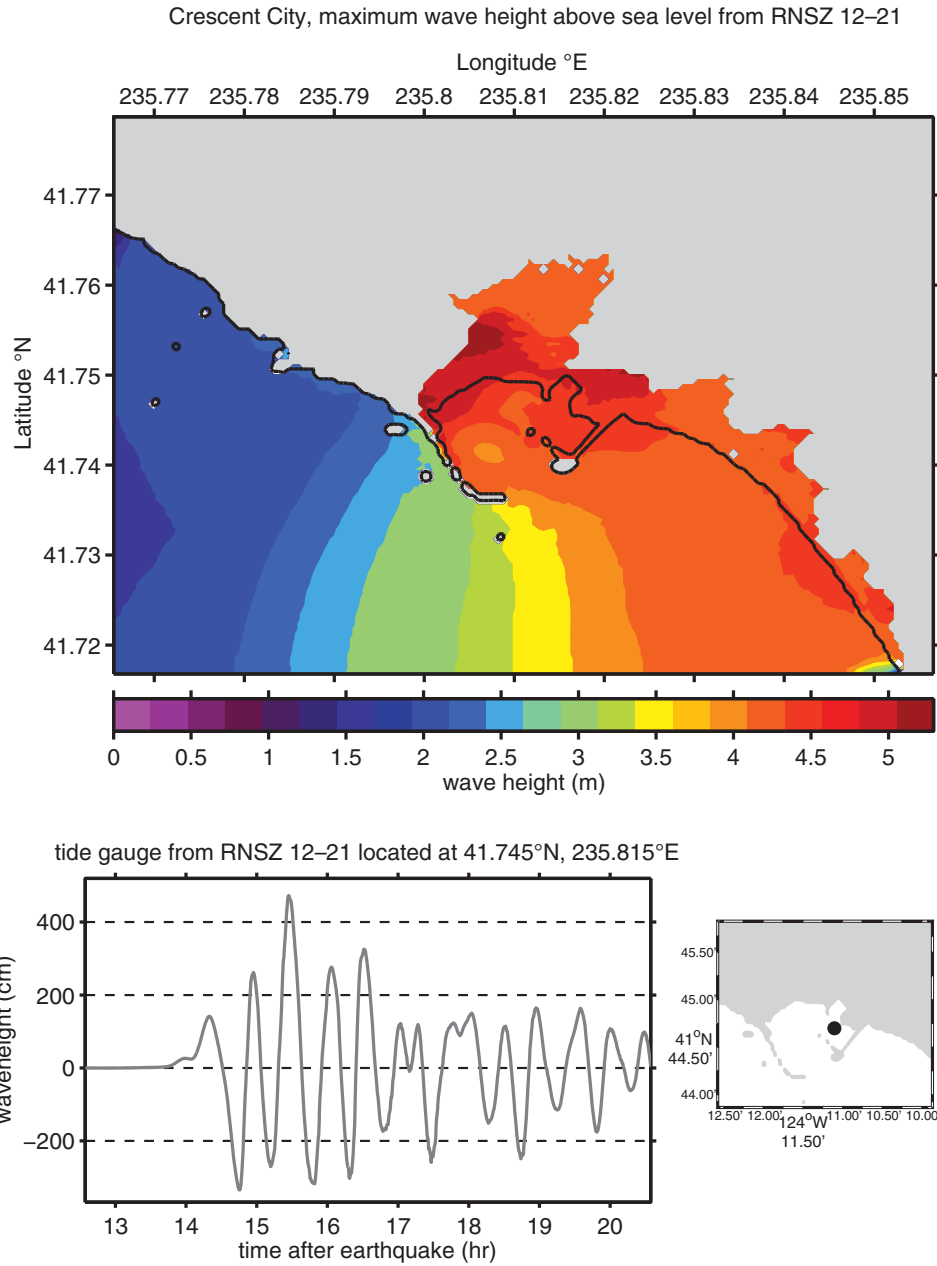 Crescent City, maximum wave height above sea level from RNSZ 12–21
Longitude °E
235.77 235.78 235.79 235.8 235.81 235.82 235.83 235.84 235.85
Latitude °N
41.77
41.76
41.75
41.74
41.73
41.72
0 0.5 1 1.5 2 2.5 3 3.5 4 4.5 5
wave height (m)
tide gauge from RNSZ 12–21 located at 41.745°N, 235.815°E
waveheight (cm)
400
200
0
−200
13 14 15 16 17 18 19 20
time after earthquake (hr)
45.50'
45.00'
41°N
44.50'
44.00'
12.50' 12.00' 11.00' 10.50' 10.00'
124°W
11.50'